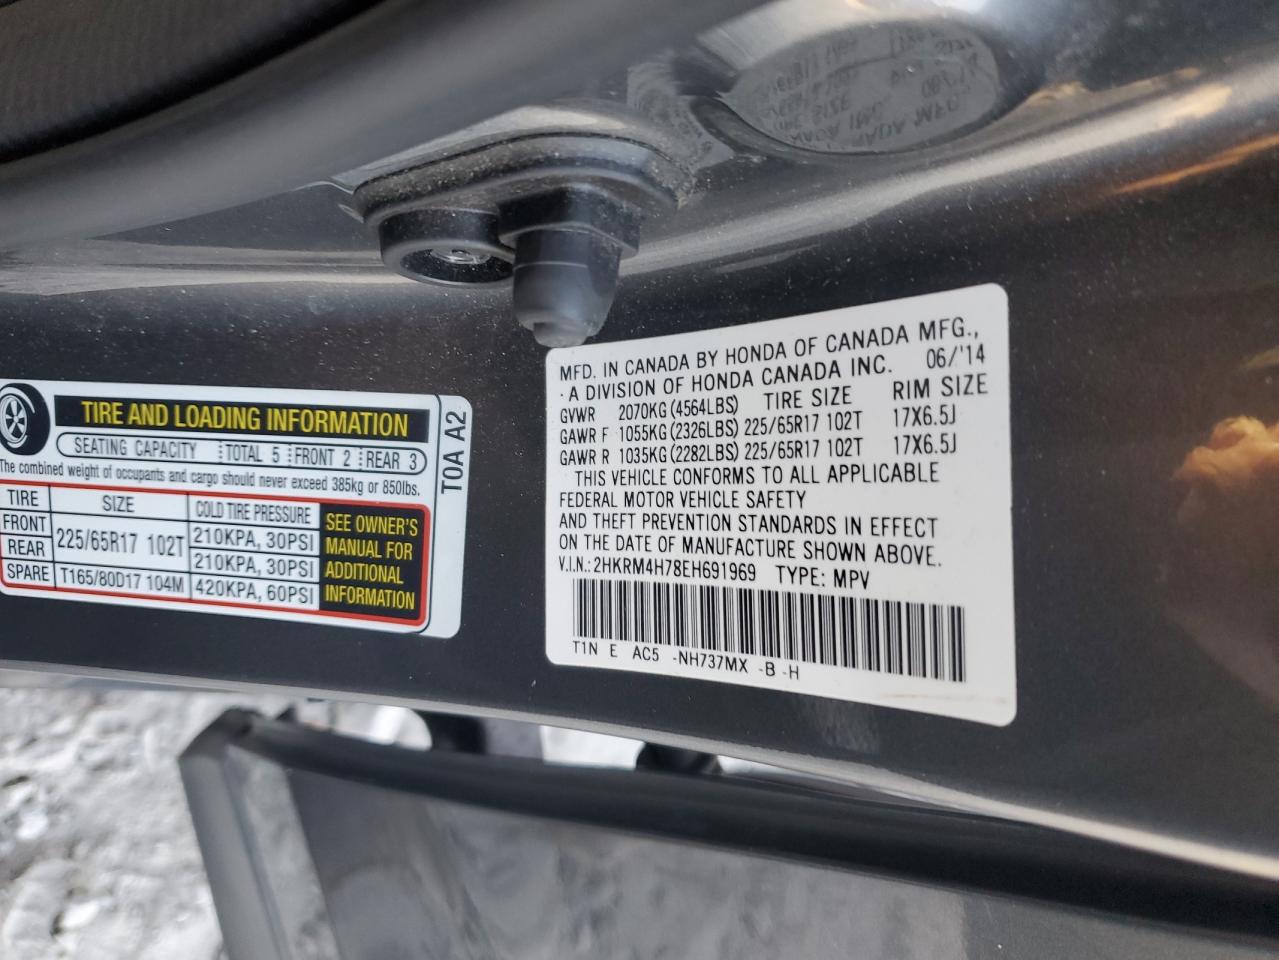 TIRE AND LOADING INFORMATION
SEATING CAPACITY TOTAL 5 FRONT 2 REAR 3
The combined weight of occupants and cargo should never exceed 385kg or 850lbs.
TIRE SIZE COLD TIRE PRESSURE
FRONT 225/65R17 102T 210KPA, 30PSI
REAR 210KPA, 30PSI
SPARE T165/80D17 104M 420KPA, 60PSI
SEE OWNER'S
MANUAL FOR
ADDITIONAL
INFORMATION
T0A A2
MFD. IN CANADA BY HONDA OF CANADA MFG.,
A DIVISION OF HONDA CANADA INC. 06/'14
GVWR 2070KG(4564LBS) TIRE SIZE RIM SIZE
GAWR F 1055KG(2326LBS) 225/65R17 102T 17X6.5J
GAWR R 1035KG(2282LBS) 225/65R17 102T 17X6.5J
THIS VEHICLE CONFORMS TO ALL APPLICABLE
FEDERAL MOTOR VEHICLE SAFETY
AND THEFT PREVENTION STANDARDS IN EFFECT
ON THE DATE OF MANUFACTURE SHOWN ABOVE.
V.I.N.: 2HKRM4H78EH691969 TYPE: MPV
T1N E AC5 -NH737MX -B -H